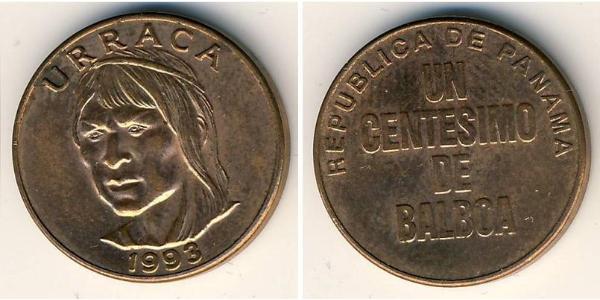 URRACA
1993
REPUBLICA DE PANAMA
UN
CENTESIMO
DE
BALBOA